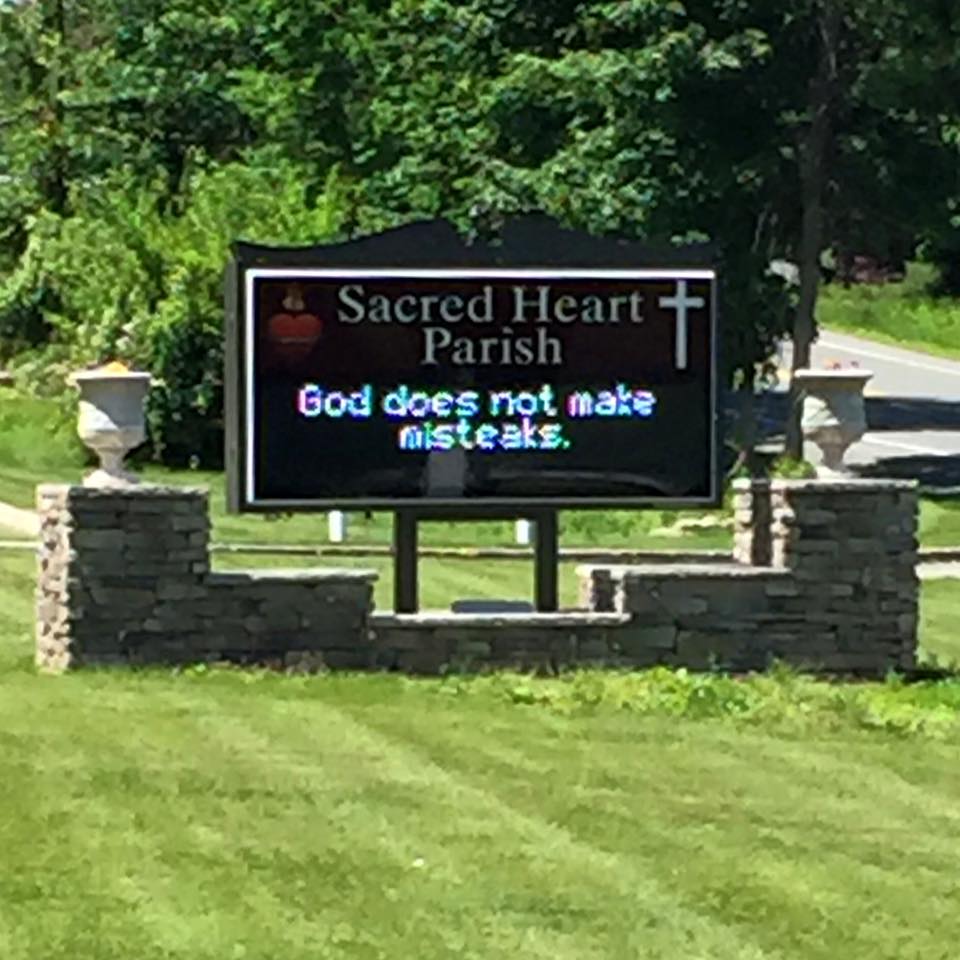 Sacred Heart
Parish
God does not make
misteaks.